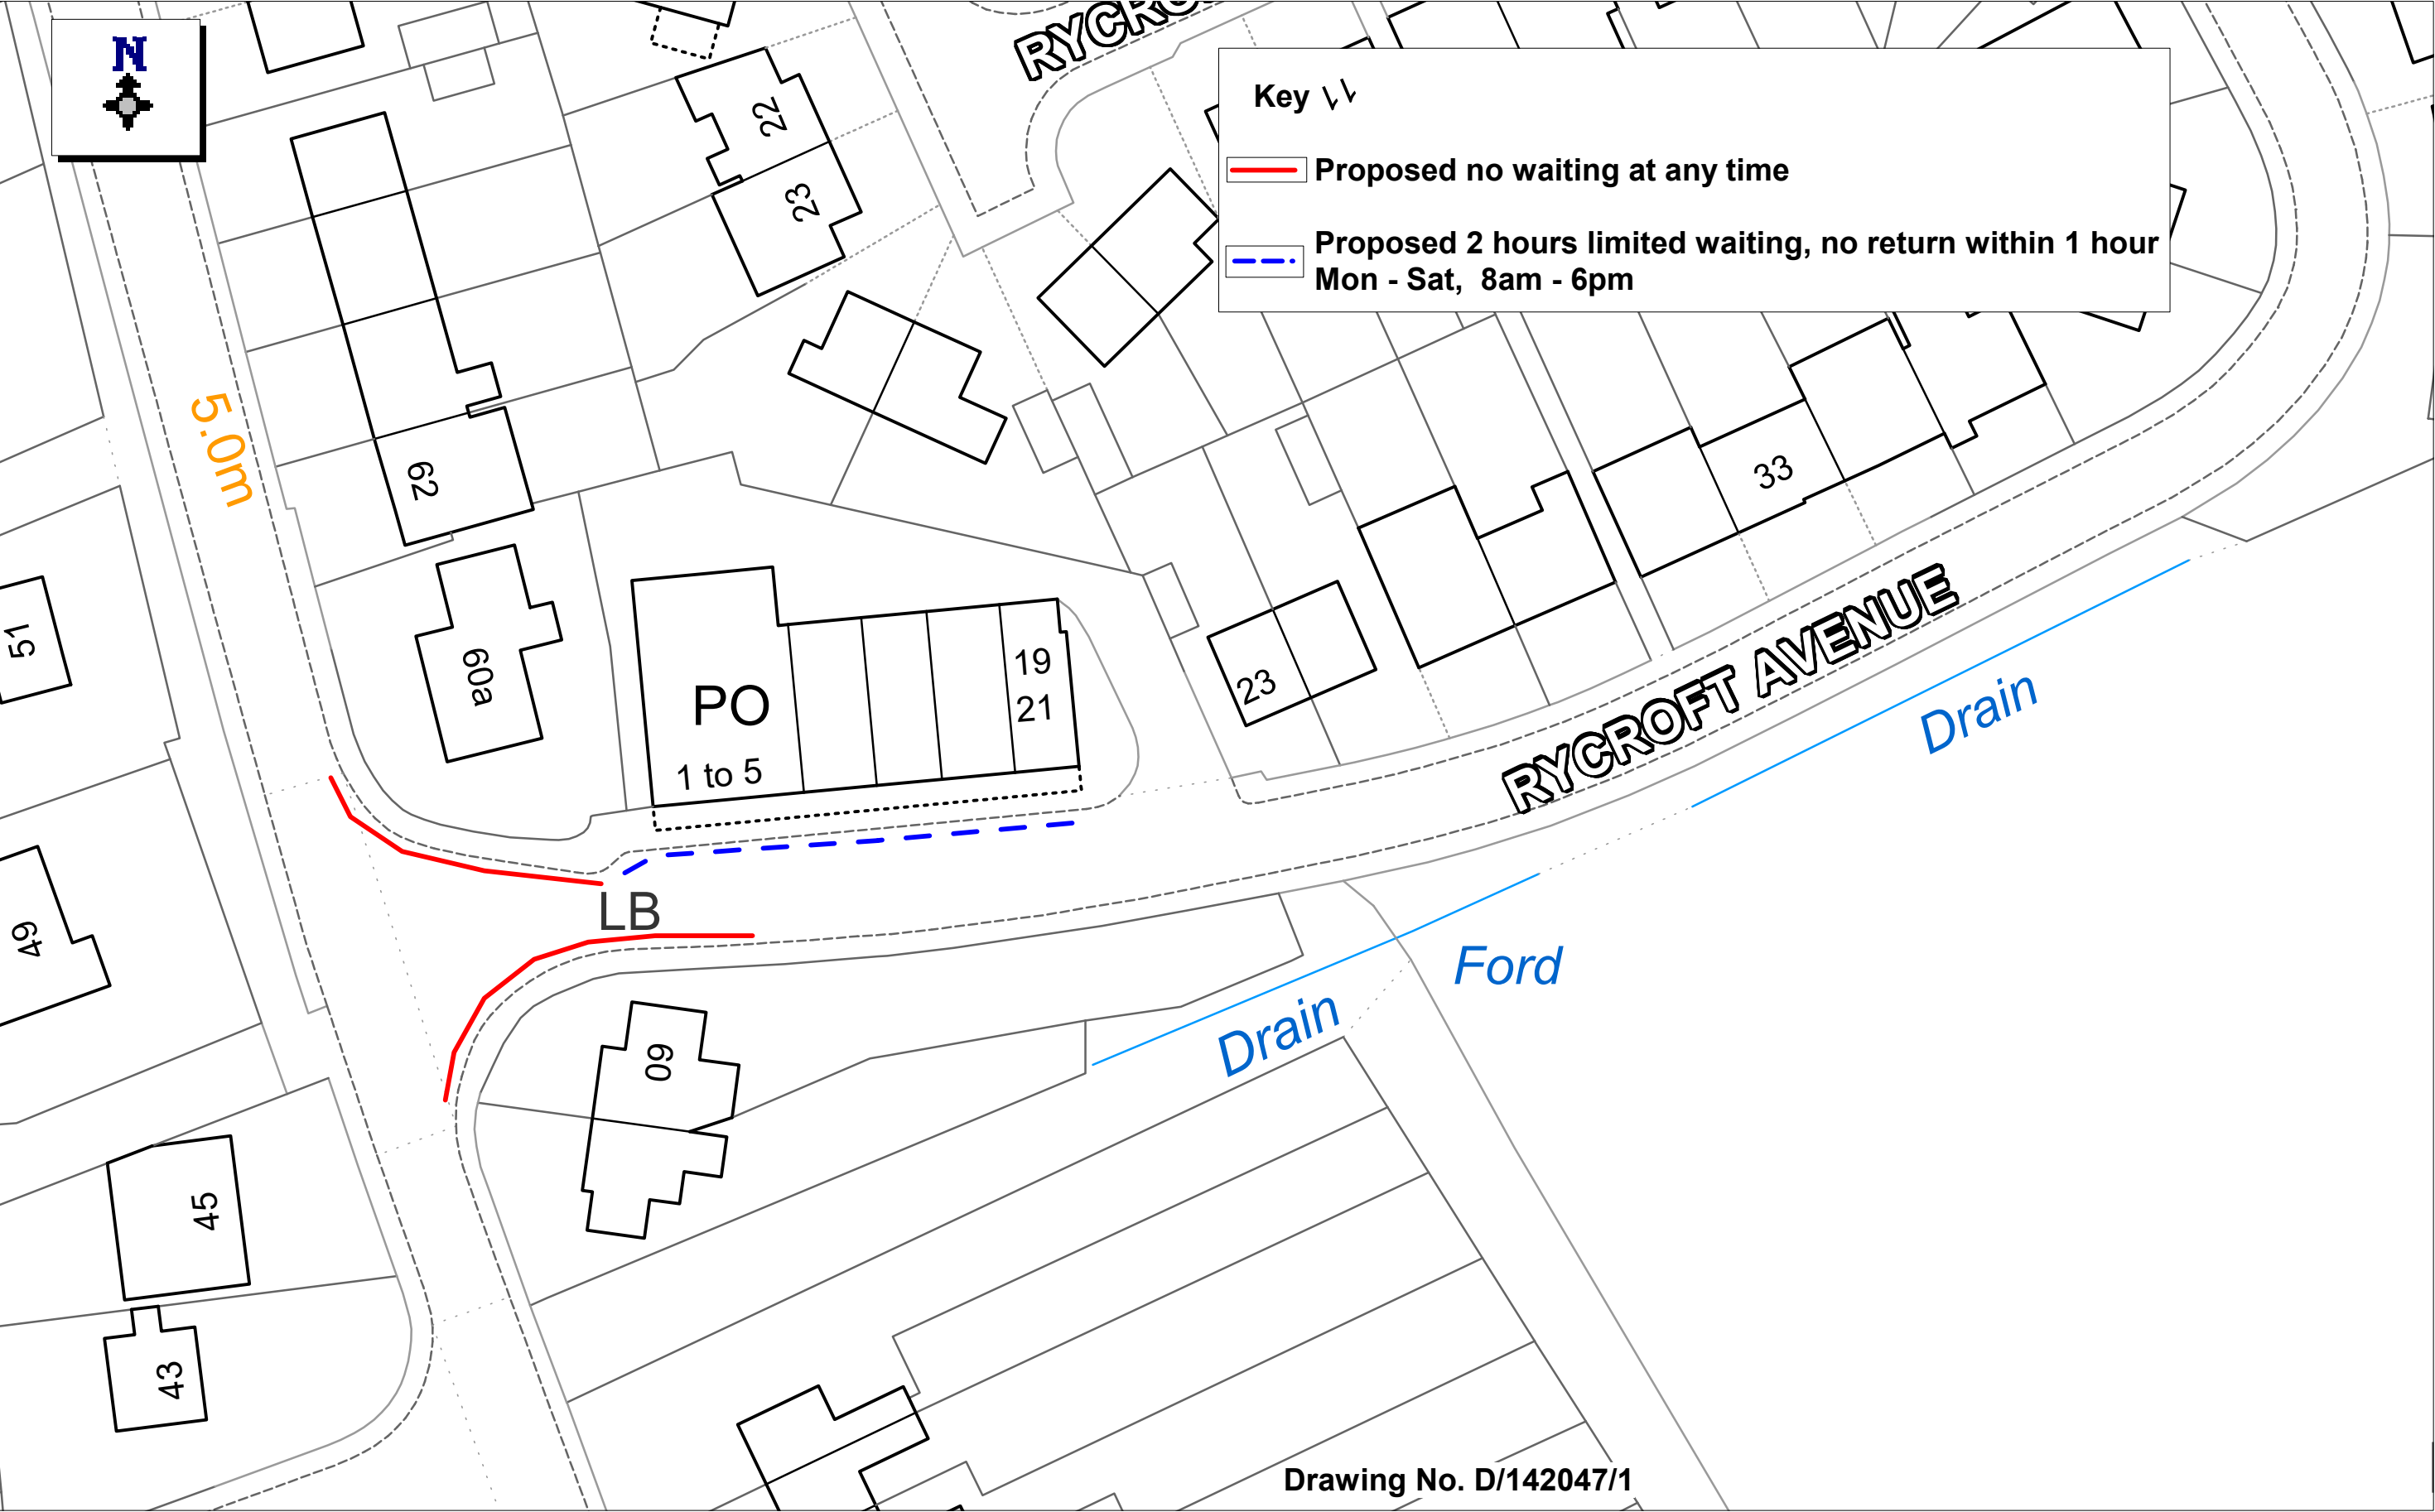 N
RYCRO
Key
Proposed no waiting at any time
Proposed 2 hours limited waiting, no return within 1 hour
Mon - Sat, 8am - 6pm
22
23
5.0m
62
33
51
60a
19
21
PO
1 to 5
23
RYCROFT AVENUE
Drain
LB
49
Ford
Drain
60
45
43
Drawing No. D/142047/1